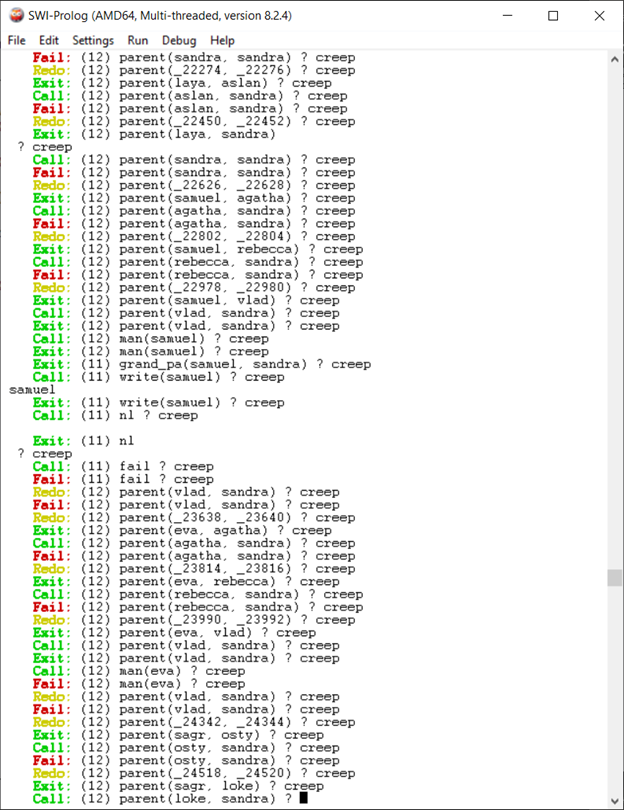 SWI-Prolog (AMD64, Multi-threaded, version 8.2.4)
File Edit Settings Run Debug Help
Fail: (12) parent(sandra, sandra) ? creep
Redo: (12) parent(_22274, _22276) ? creep
Exit: (12) parent(laya, aslan) ? creep
Call: (12) parent(aslan, sandra) ? creep
Fail: (12) parent(aslan, sandra) ? creep
Redo: (12) parent(_22450, _22452) ? creep
Exit: (12) parent(laya, sandra)
? creep
Call: (12) parent(sandra, sandra) ? creep
Fail: (12) parent(sandra, sandra) ? creep
Redo: (12) parent(_22626, _22628) ? creep
Exit: (12) parent(samuel, agatha) ? creep
Call: (12) parent(agatha, sandra) ? creep
Fail: (12) parent(agatha, sandra) ? creep
Redo: (12) parent(_22802, _22804) ? creep
Exit: (12) parent(samuel, rebecca) ? creep
Call: (12) parent(rebecca, sandra) ? creep
Fail: (12) parent(rebecca, sandra) ? creep
Redo: (12) parent(_22978, _22980) ? creep
Exit: (12) parent(samuel, vlad) ? creep
Call: (12) parent(vlad, sandra) ? creep
Exit: (12) parent(vlad, sandra) ? creep
Call: (12) man(samuel) ? creep
Exit: (12) man(samuel) ? creep
Exit: (11) grand_pa(samuel, sandra) ? creep
Call: (11) write(samuel) ? creep
samuel
Exit: (11) write(samuel) ? creep
Call: (11) nl ? creep
Exit: (11) nl
? creep
Call: (11) fail ? creep
Fail: (11) fail ? creep
Redo: (12) parent(vlad, sandra) ? creep
Fail: (12) parent(vlad, sandra) ? creep
Redo: (12) parent(_23638, _23640) ? creep
Exit: (12) parent(eva, agatha) ? creep
Call: (12) parent(agatha, sandra) ? creep
Fail: (12) parent(agatha, sandra) ? creep
Redo: (12) parent(_23814, _23816) ? creep
Exit: (12) parent(eva, rebecca) ? creep
Call: (12) parent(rebecca, sandra) ? creep
Fail: (12) parent(rebecca, sandra) ? creep
Redo: (12) parent(_23990, _23992) ? creep
Exit: (12) parent(eva, vlad) ? creep
Call: (12) parent(vlad, sandra) ? creep
Exit: (12) parent(vlad, sandra) ? creep
Call: (12) man(eva) ? creep
Fail: (12) man(eva) ? creep
Redo: (12) parent(vlad, sandra) ? creep
Fail: (12) parent(vlad, sandra) ? creep
Redo: (12) parent(_24342, _24344) ? creep
Exit: (12) parent(sagr, osty) ? creep
Call: (12) parent(osty, sandra) ? creep
Fail: (12) parent(osty, sandra) ? creep
Redo: (12) parent(_24518, _24520) ? creep
Exit: (12) parent(sagr, loke) ? creep
Call: (12) parent(loke, sandra) ?